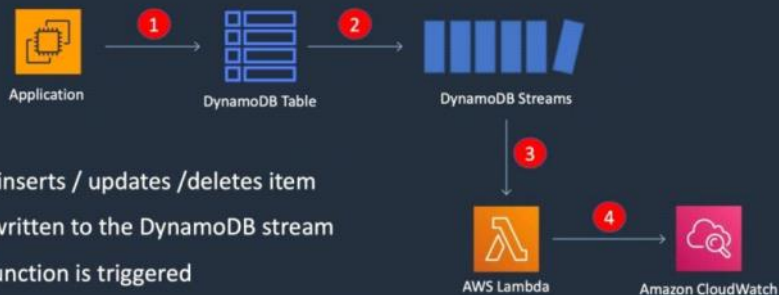 1
2
Application
DynamoDB Table
DynamoDB Streams
3
inserts / updates /deletes item
written to the DynamoDB stream
4
function is triggered
AWS Lambda
Amazon CloudWatch